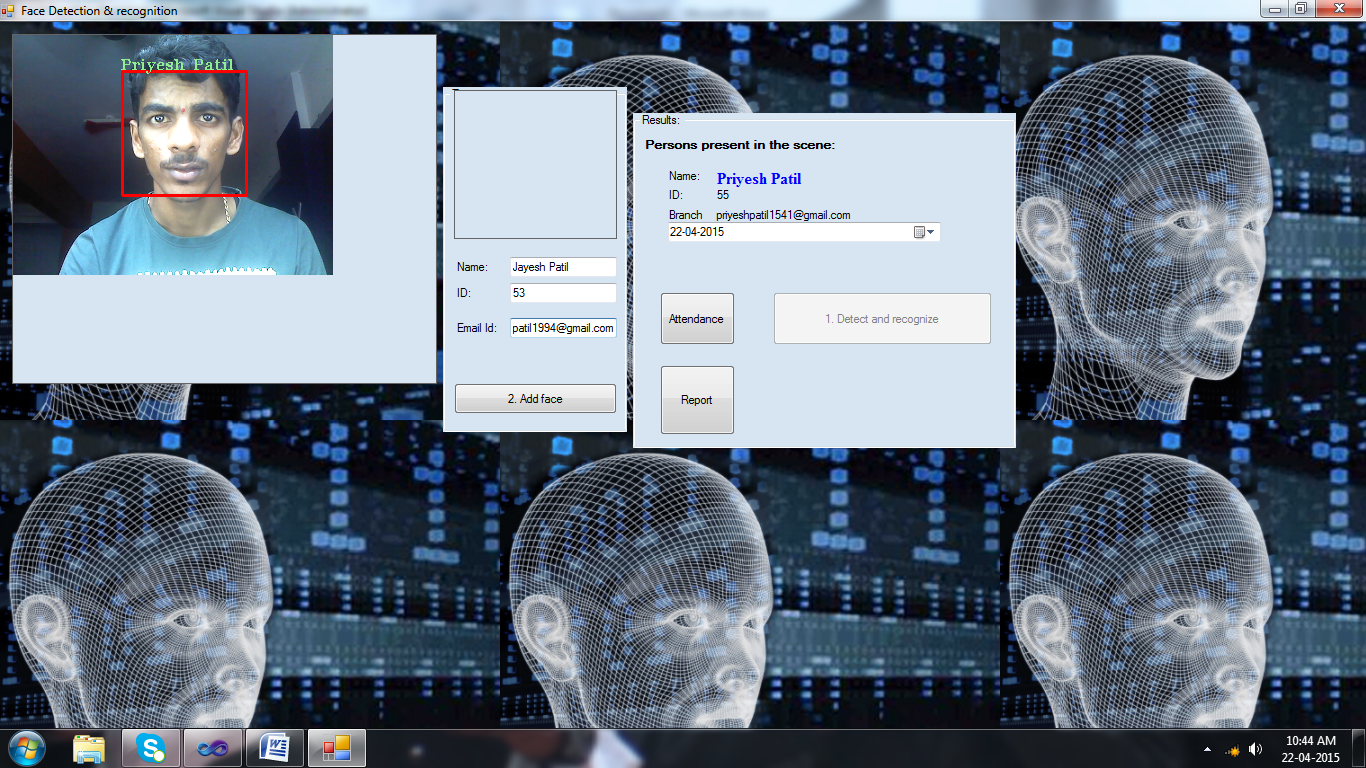 Face Detection & recognition
Priyesh Patil
Name: Jayesh Patil
ID: 53
Email Id: patil1994@gmail.com
2. Add face
Results:
Persons present in the scene:
Name: Priyesh Patil
ID: 55
Branch priyeshpatil1541@gmail.com
22-04-2015
Attendance
1. Detect and recognize
Report
10:44 AM
22-04-2015